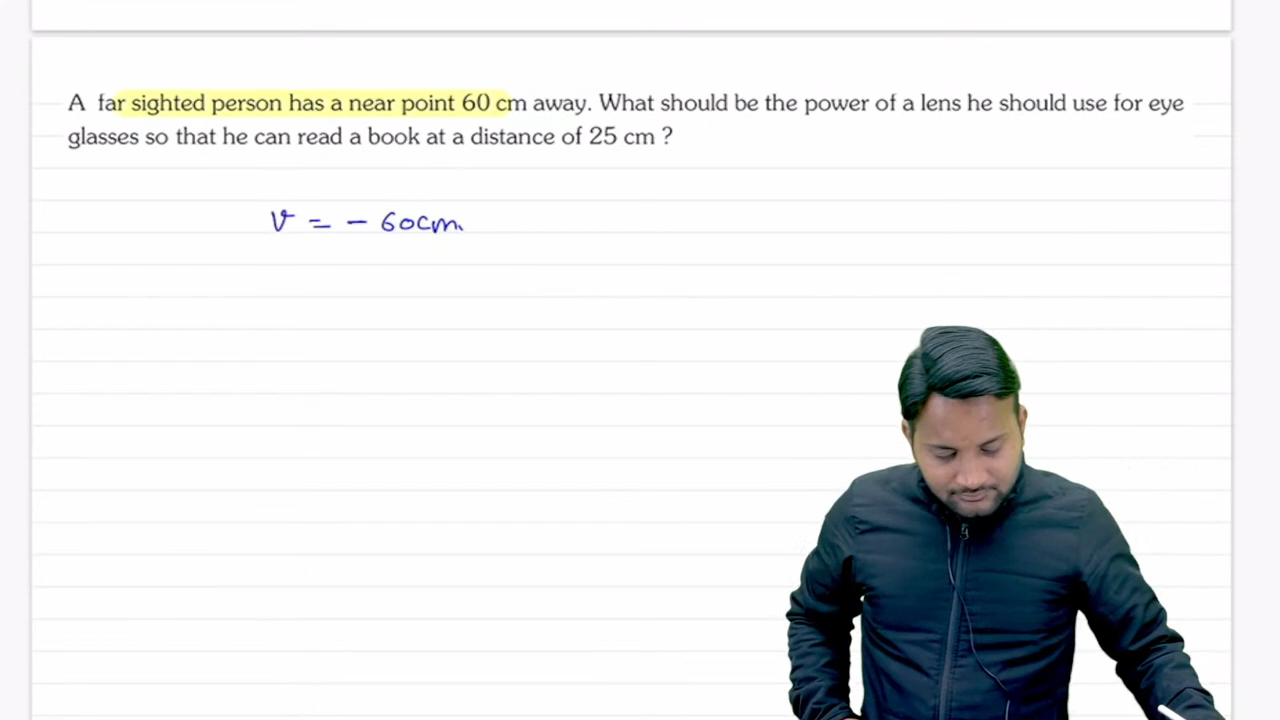 A far sighted person has a near point 60 cm away. What should be the power of a lens he should use for eye
glasses so that he can read a book at a distance of 25 cm ?
v = - 60cm.